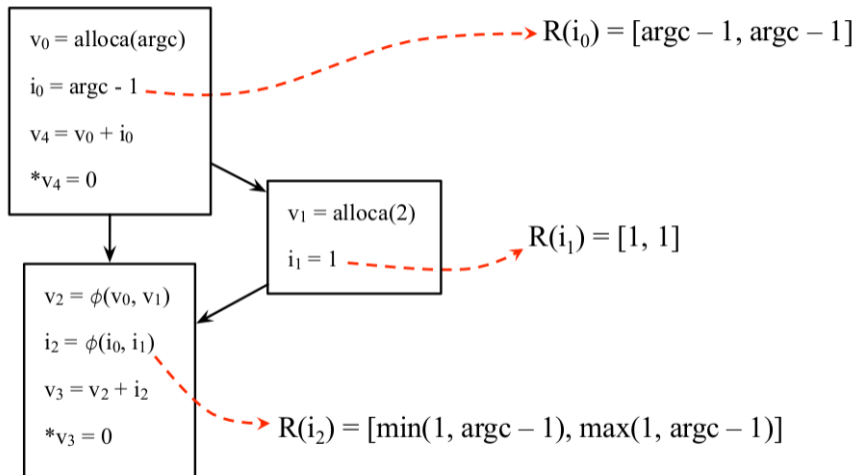 v₀ = alloca(argc)
i₀ = argc - 1
v₄ = v₀ + i₀
*v₄ = 0
R(i₀) = [argc – 1, argc – 1]
v₁ = alloca(2)
i₁ = 1
R(i₁) = [1, 1]
v₂ = ϕ(v₀, v₁)
i₂ = ϕ(i₀, i₁)
v₃ = v₂ + i₂
*v₃ = 0
R(i₂) = [min(1, argc – 1), max(1, argc – 1)]